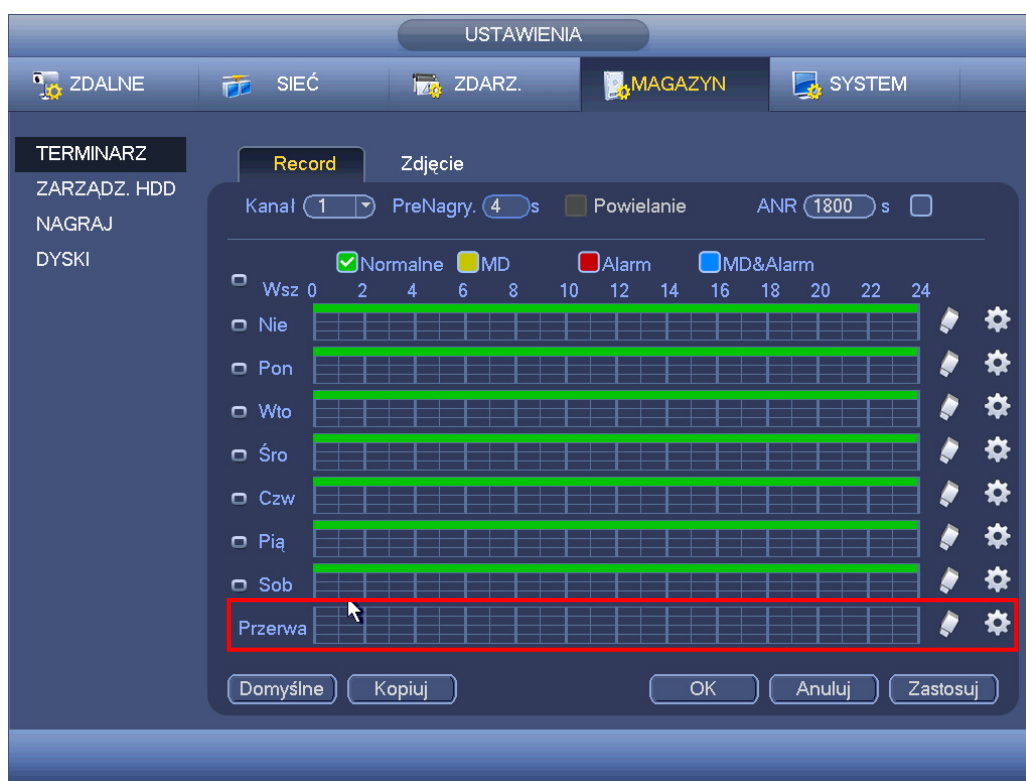 USTAWIENIA
ZDALNE SIEĆ ZDARZ. MAGAZYN SYSTEM
TERMINARZ
ZARZĄDZ. HDD
NAGRAJ
DYSKI
Record Zdjęcie
Kanał 1 PreNagry. 4 s Powielanie ANR 1800 s
Normalne MD Alarm MD&Alarm
Wsz 0 2 4 6 8 10 12 14 16 18 20 22 24
Nie
Pon
Wto
Śro
Czw
Pią
Sob
Przerwa
Domyślne Kopiuj OK Anuluj Zastosuj